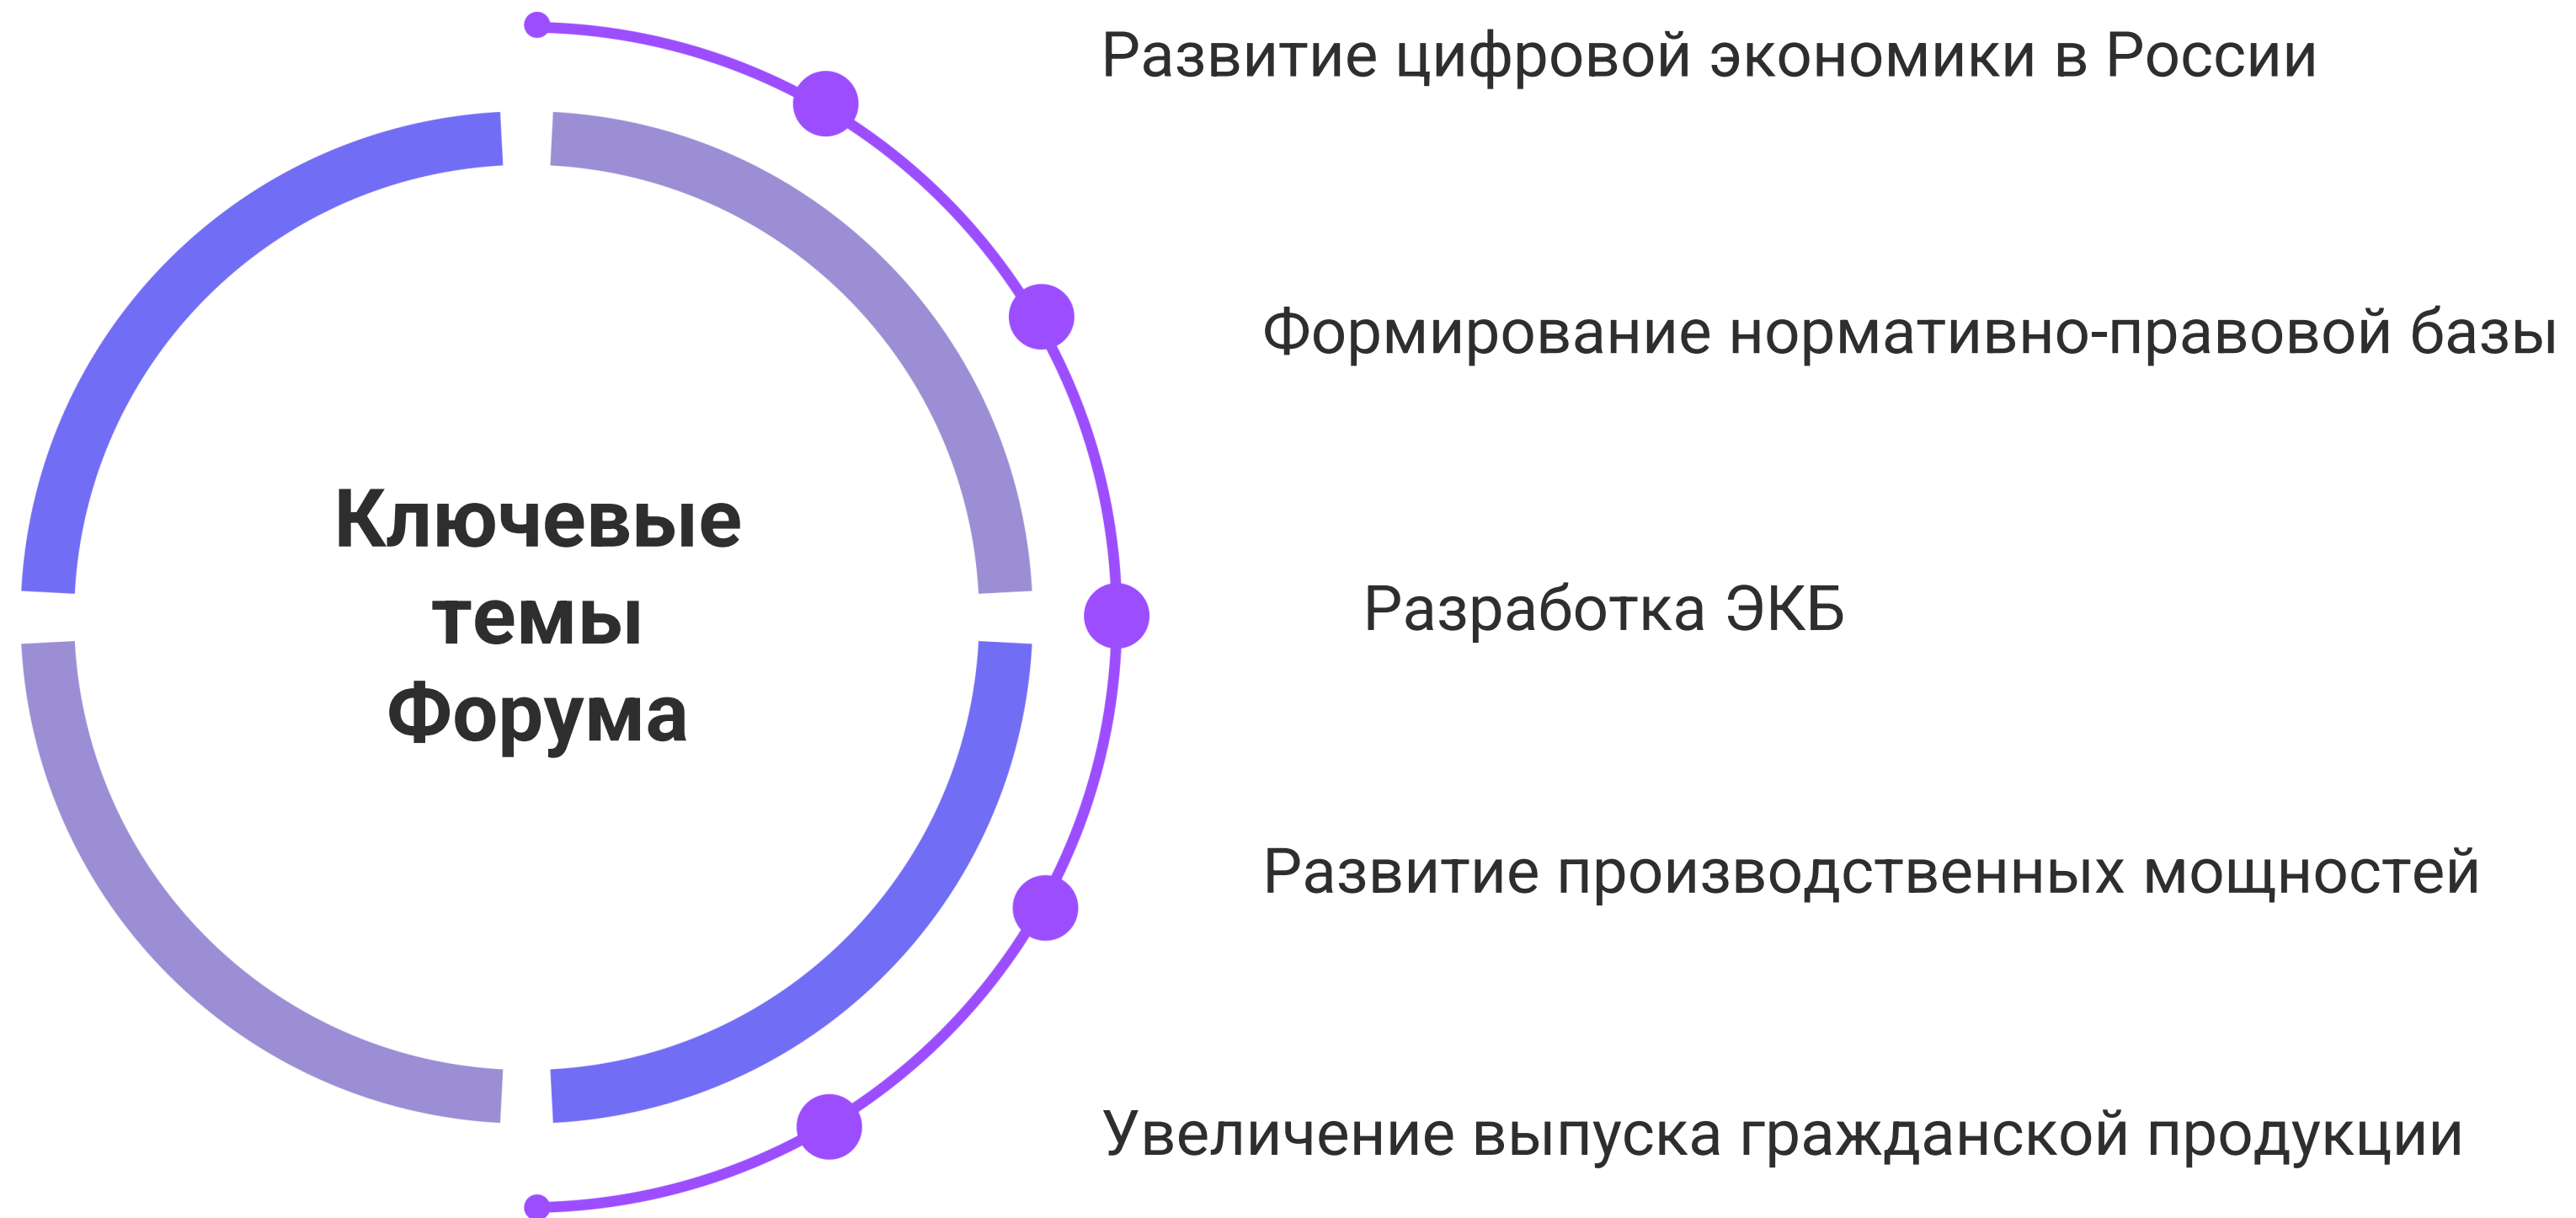 Ключевые
темы
Форума
Развитие цифровой экономики в России
Формирование нормативно-правовой базы
Разработка ЭКБ
Развитие производственных мощностей
Увеличение выпуска гражданской продукции